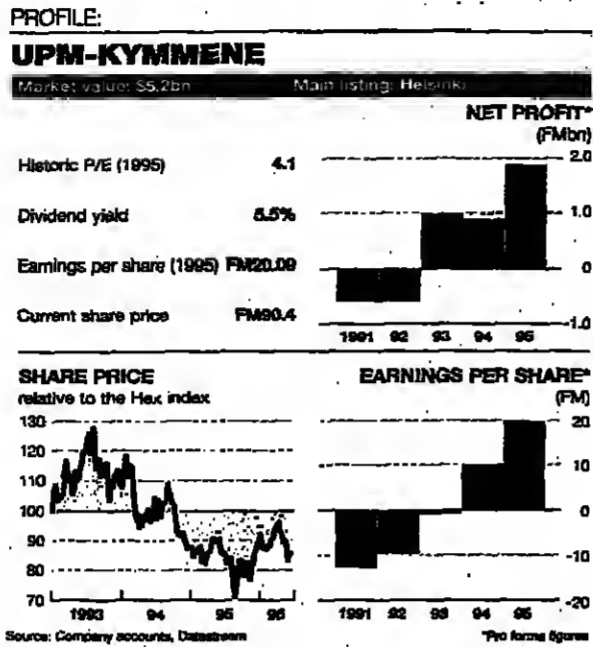 PROFILE:
UPM-KYMMENE
Market value: $5.2bn Main listing: Helsinki
Historic P/E (1995) 4.1
Dividend yield 5.5%
Earnings per share (1995) FM20.09
Current share price FM90.4
NET PROFIT*
(FMbn)
2.0
1.0
0
-1.0
1991 92 93 94 95
SHARE PRICE
relative to the Hex index
130
120
110
100
90
80
70
1993 94 95 96
EARNINGS PER SHARE*
(FM)
20
10
0
-10
-20
1991 92 93 94 95
Source: Company accounts, Datastream
*Pro forma figures